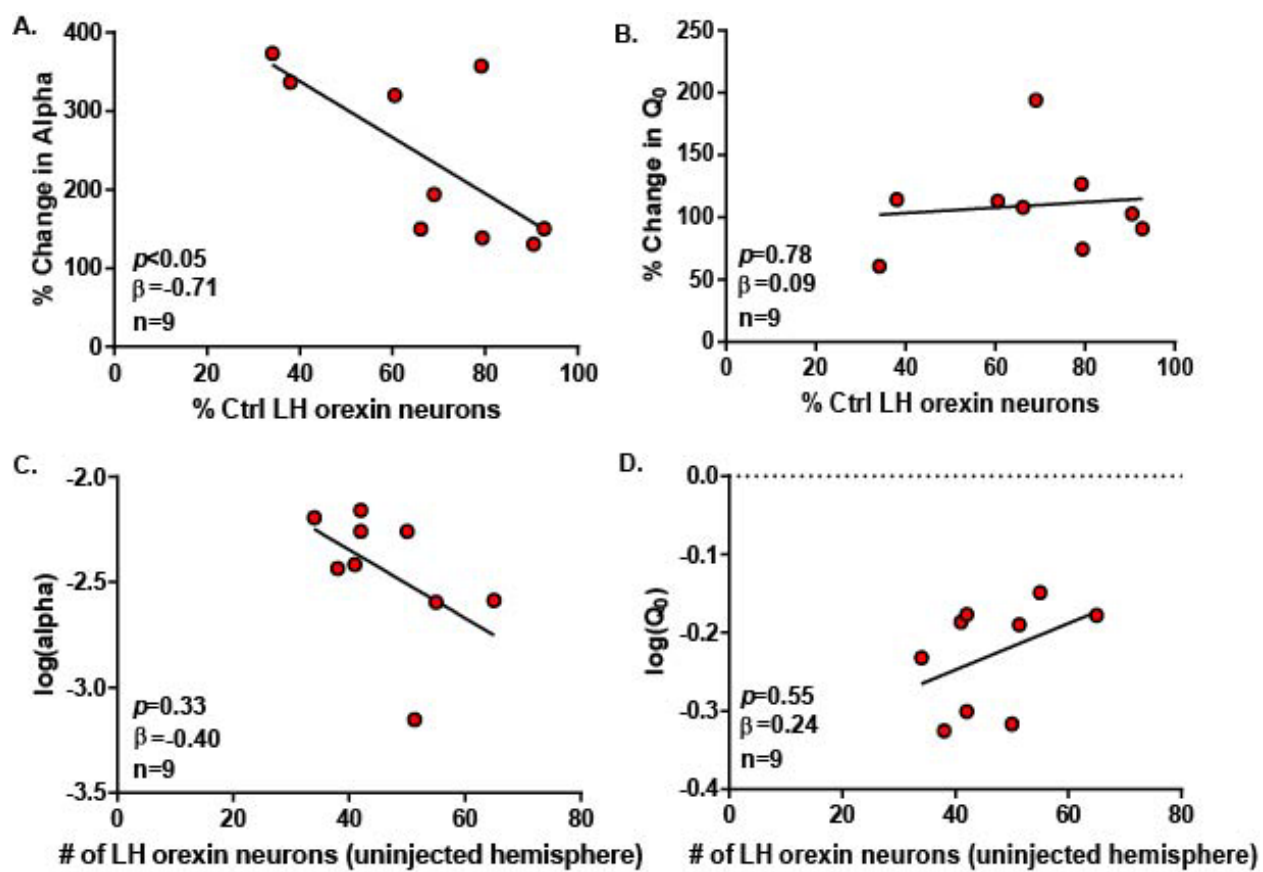 A.
% Change in Alpha
400
300
200
100
0
p<0.05
β=-0.71
n=9
0 20 40 60 80 100
% Ctrl LH orexin neurons
B.
% Change in Q0
250
200
150
100
50
0
p=0.78
β=0.09
n=9
0 20 40 60 80 100
% Ctrl LH orexin neurons
C.
log(alpha)
-2.0
-2.5
-3.0
-3.5
p=0.33
β=-0.40
n=9
0 20 40 60 80
# of LH orexin neurons (uninjected hemisphere)
D.
log(Q0)
0.0
-0.1
-0.2
-0.3
-0.4
p=0.55
β=0.24
n=9
0 20 40 60 80
# of LH orexin neurons (uninjected hemisphere)